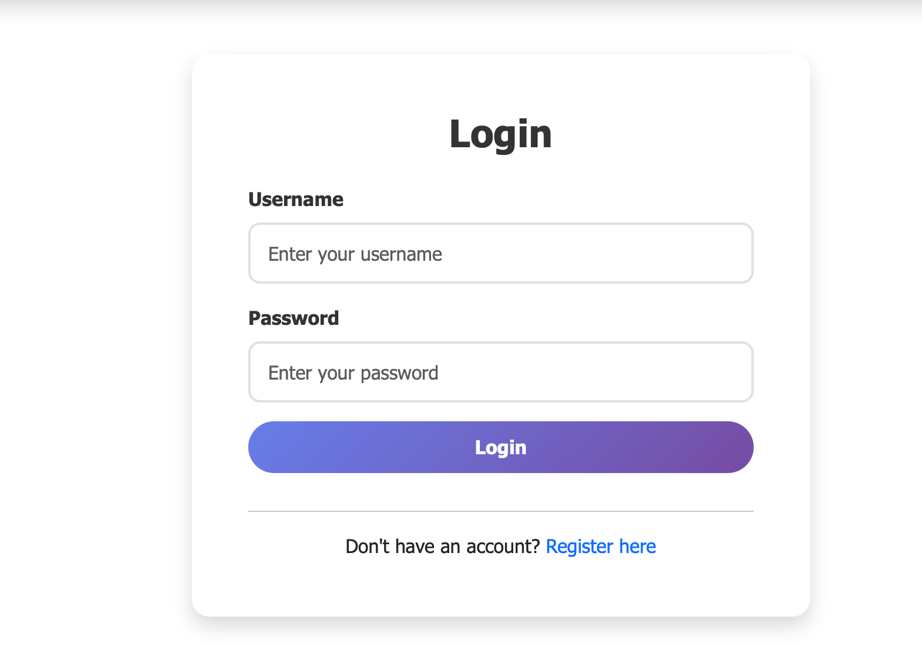 Login
Username
Enter your username
Password
Enter your password
Login
Don't have an account? Register here